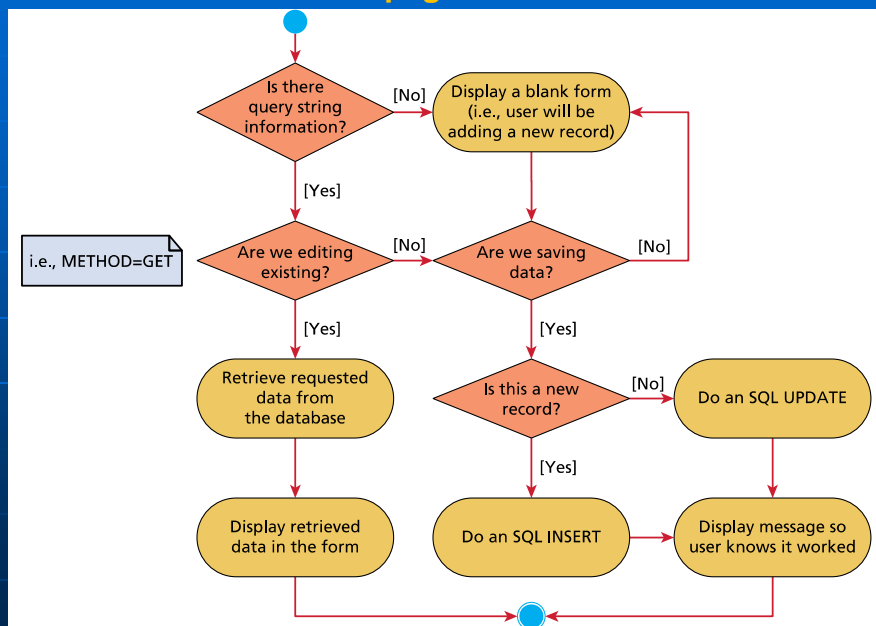 Is there
query string
information?
[No]
Display a blank form
(i.e., user will be
adding a new record)
[Yes]
i.e., METHOD=GET
Are we editing
existing?
[No]
Are we saving
data?
[No]
[Yes]
[Yes]
Retrieve requested
data from
the database
Is this a new
record?
[No]
Do an SQL UPDATE
[Yes]
Display retrieved
data in the form
Do an SQL INSERT
Display message so
user knows it worked